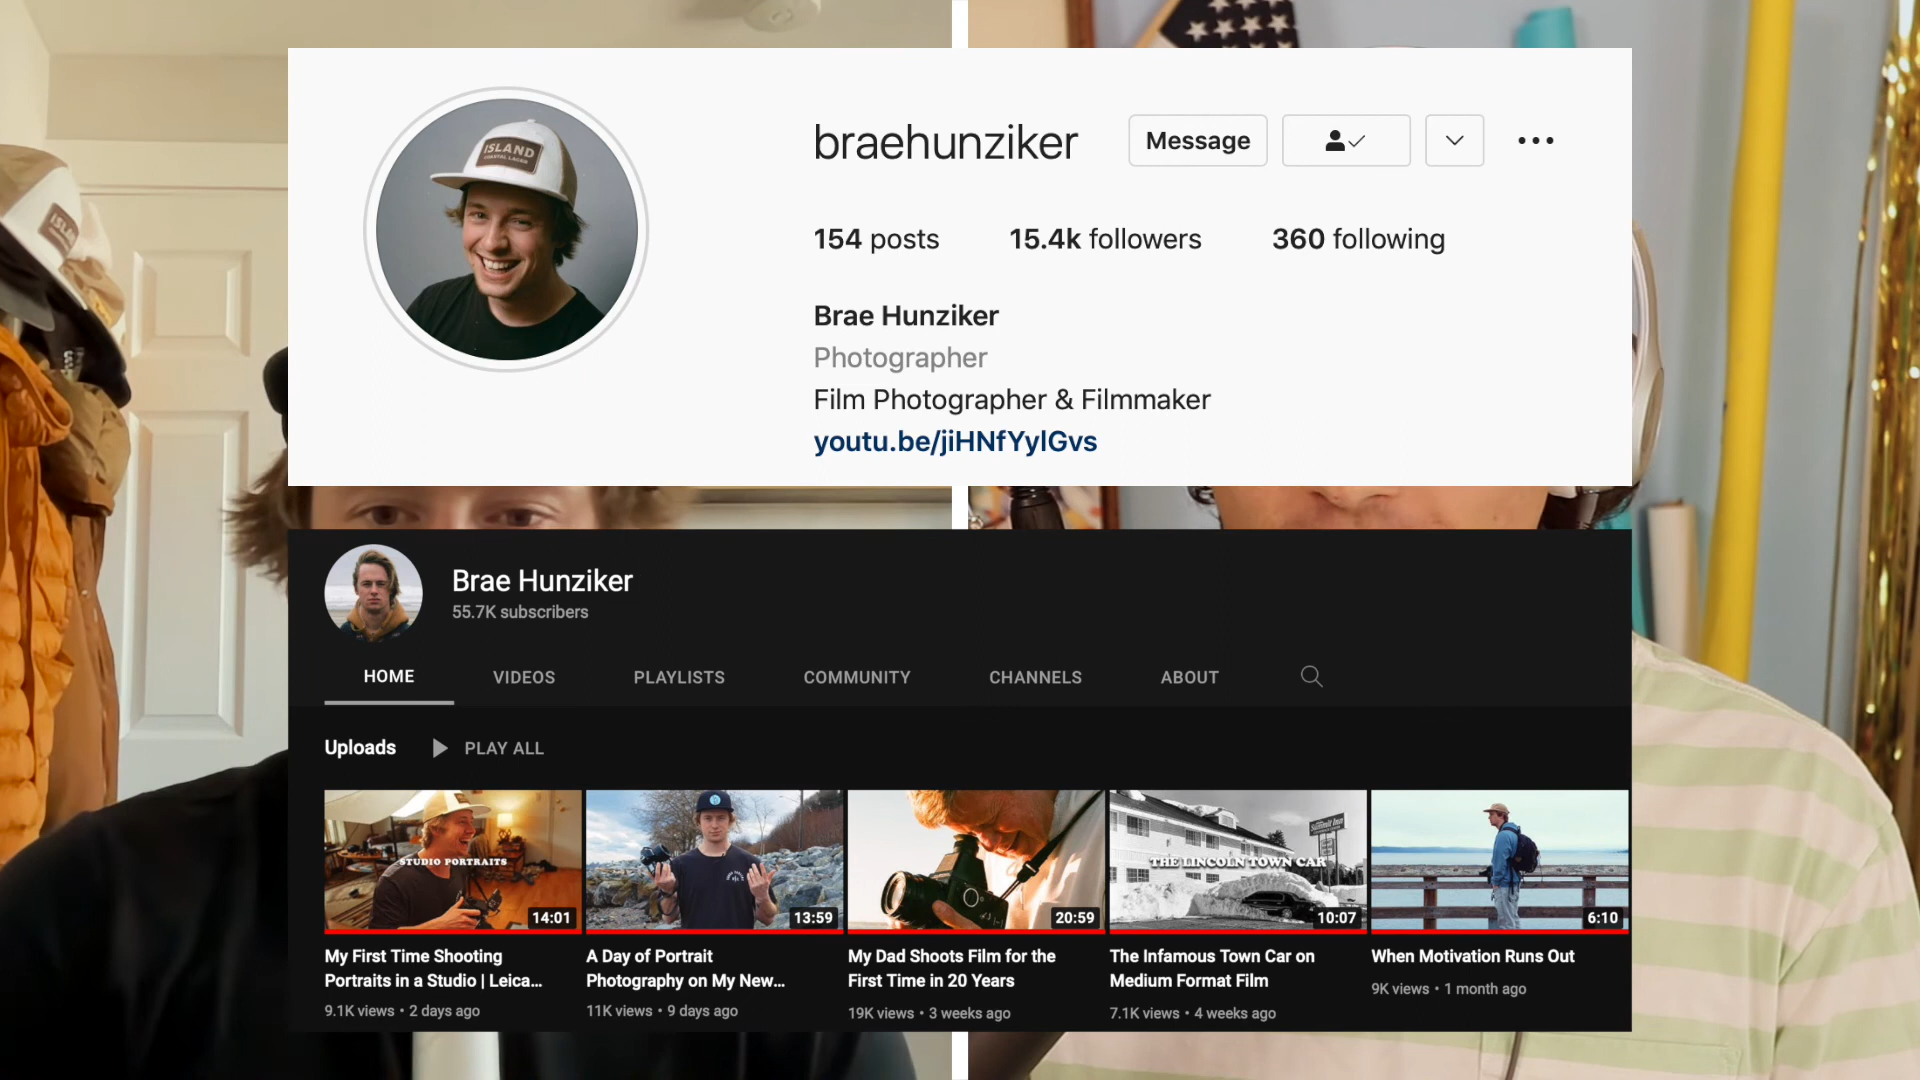 ISLAND
COASTAL LAGER
braehunziker
Message
154 posts
15.4k followers
360 following
Brae Hunziker
Photographer
Film Photographer & Filmmaker
youtu.be/jiHNfYylGvs
Brae Hunziker
55.7K subscribers
HOME
VIDEOS
PLAYLISTS
COMMUNITY
CHANNELS
ABOUT
Uploads
PLAY ALL
STUDIO PORTRAITS
14:01
13:59
20:59
Summit Inn
THE LINCOLN TOWN CAR
10:07
6:10
My First Time Shooting
Portraits in a Studio | Leica...
9.1K views • 2 days ago
A Day of Portrait
Photography on My New...
11K views • 9 days ago
My Dad Shoots Film for the
First Time in 20 Years
19K views • 3 weeks ago
The Infamous Town Car on
Medium Format Film
7.1K views • 4 weeks ago
When Motivation Runs Out
9K views • 1 month ago